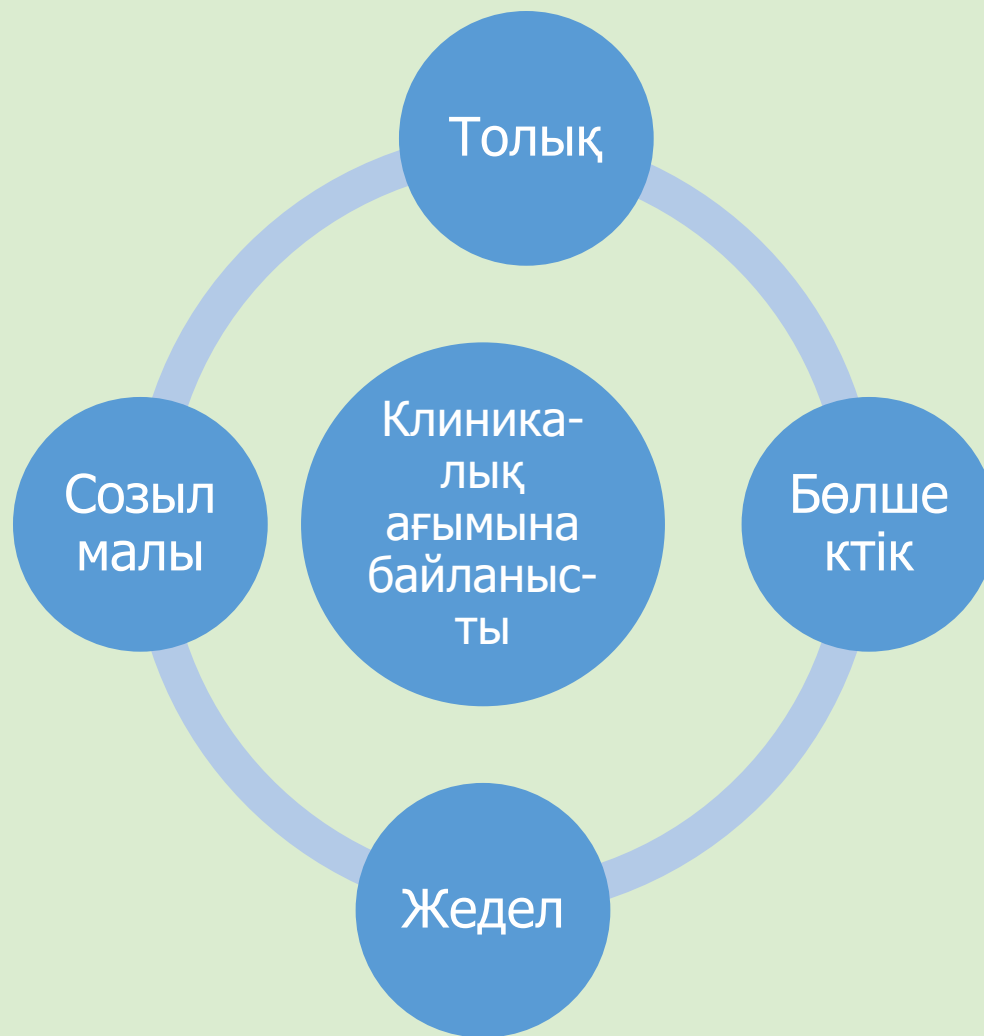 Толық
Клиника-
лық
ағымына
байланыс-
ты
Созыл
малы
Бөлше
ктік
Жедел